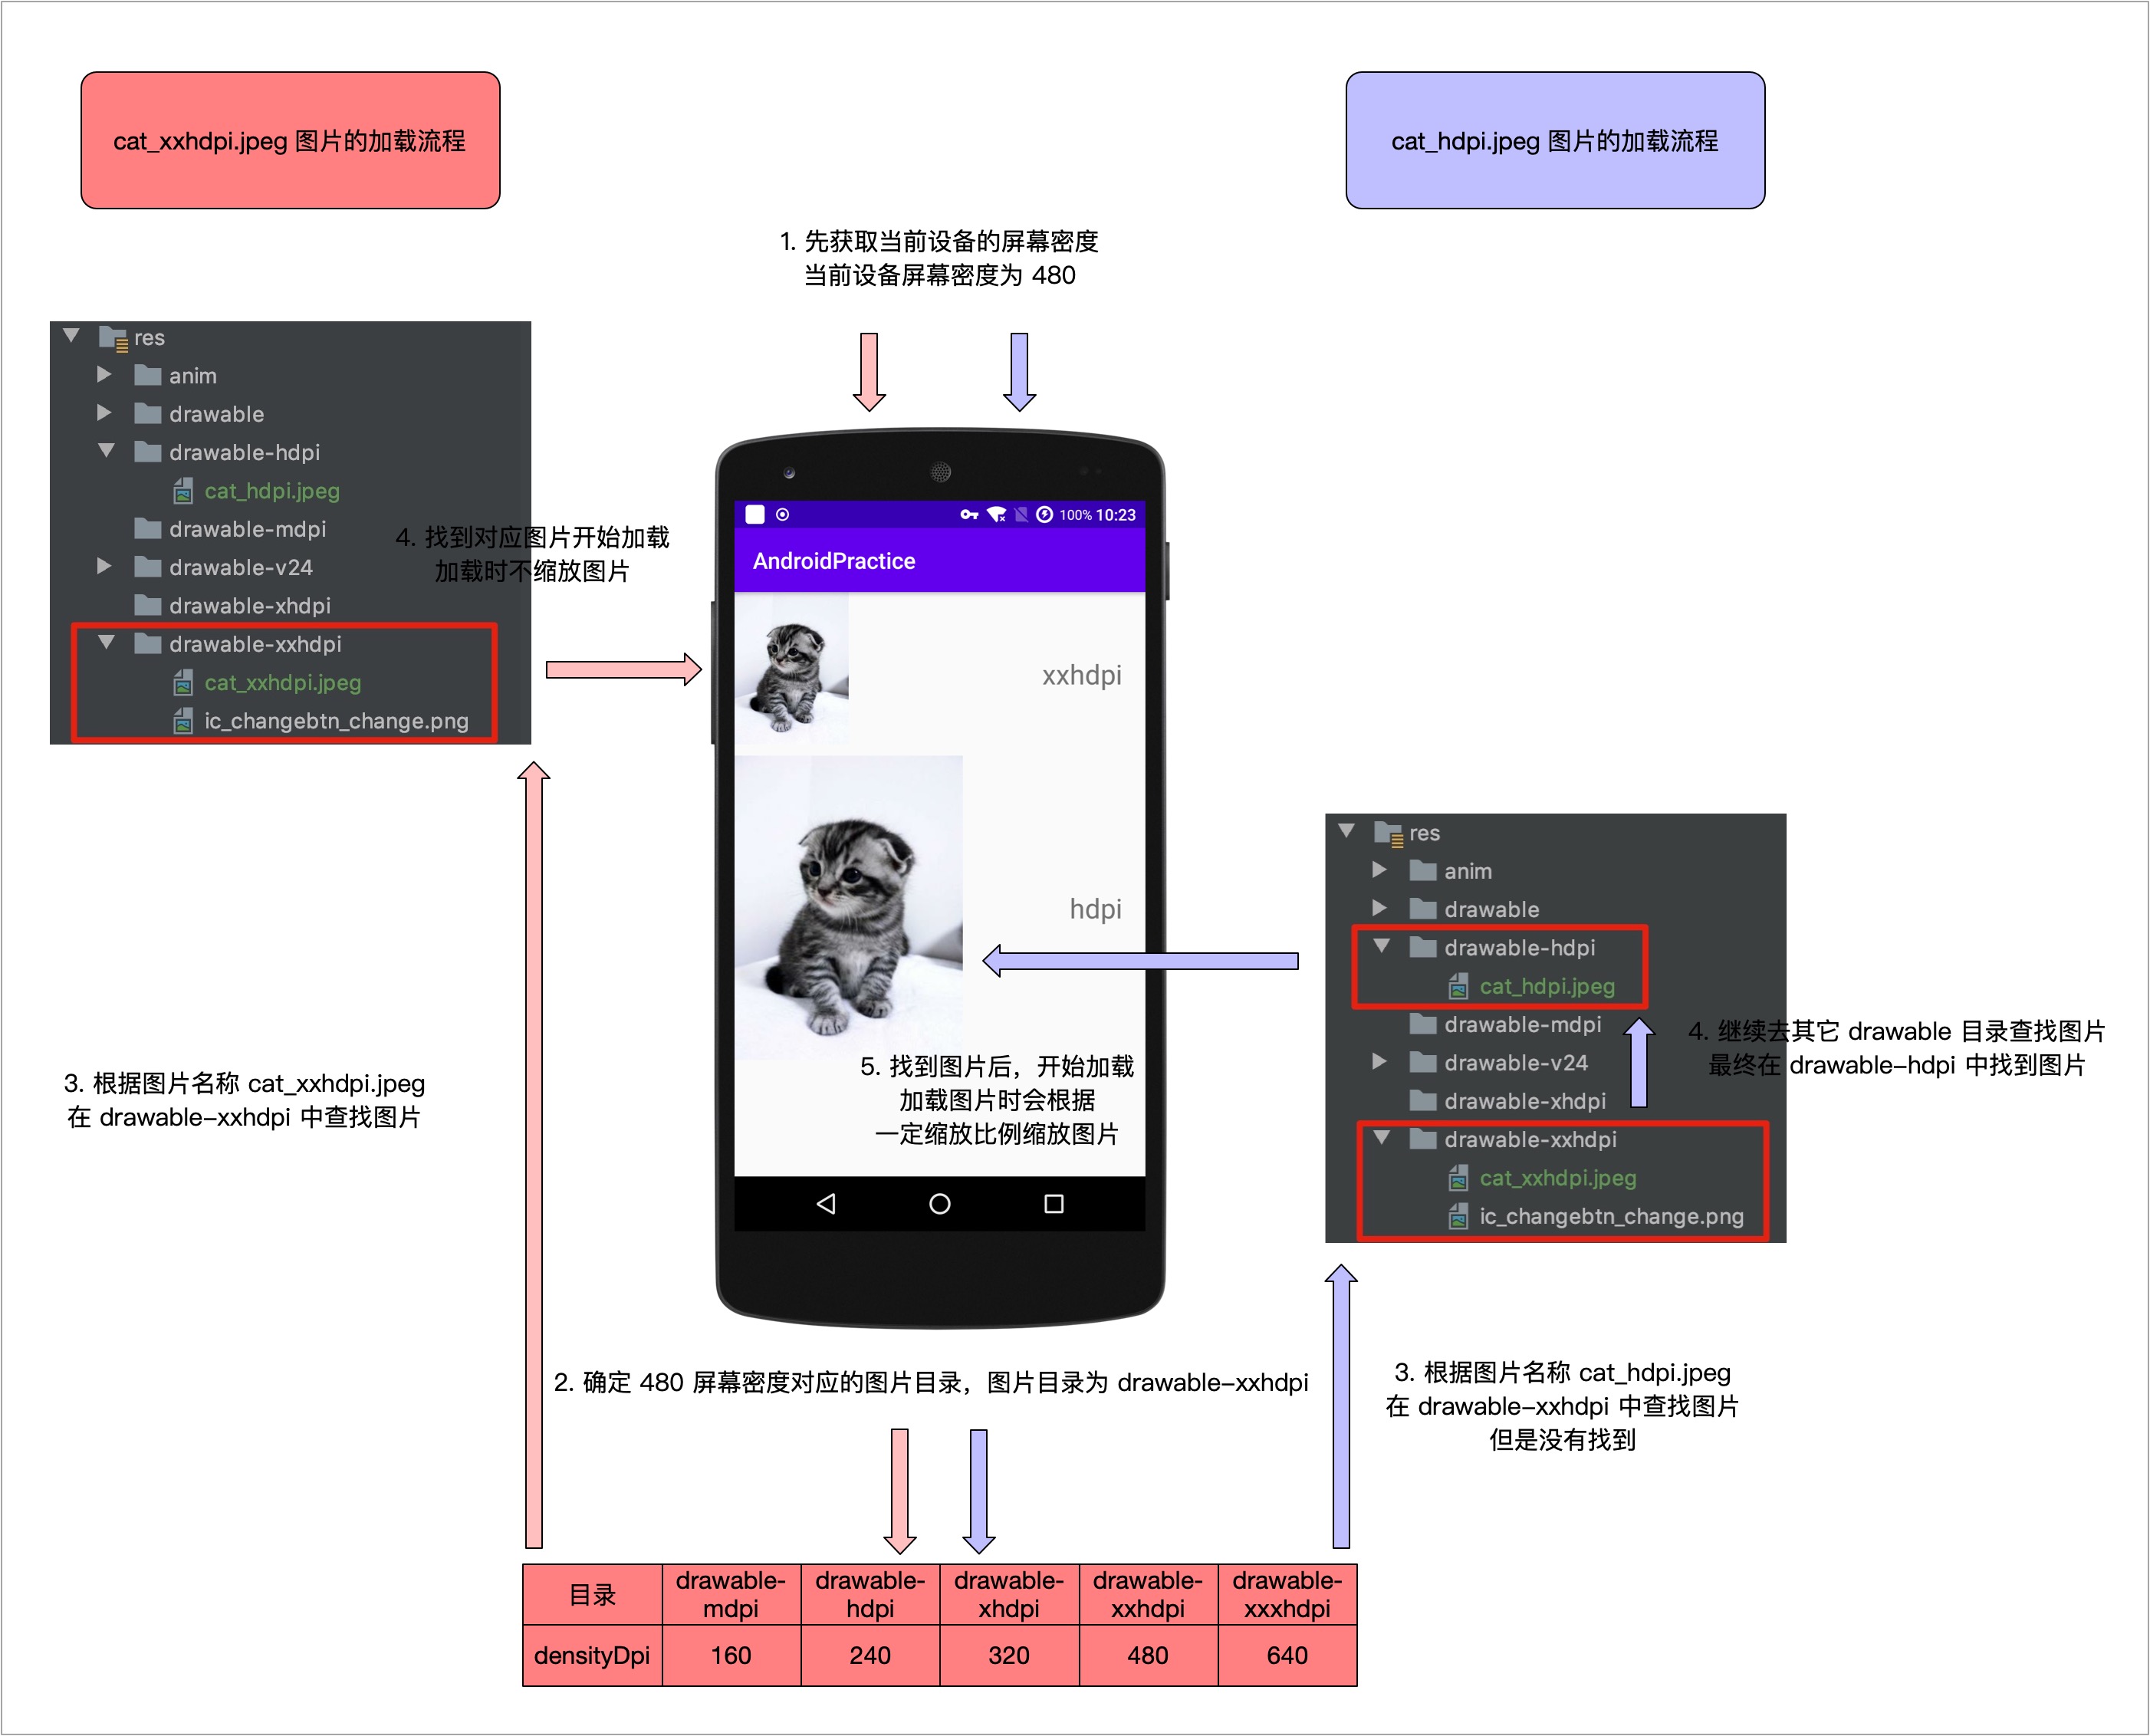 cat_xxhdpi.jpeg 图片的加载流程
cat_hdpi.jpeg 图片的加载流程
1. 先获取当前设备的屏幕密度
当前设备屏幕密度为 480
res
anim
drawable
drawable-hdpi
cat_hdpi.jpeg
drawable-mdpi
drawable-v24
drawable-xhdpi
drawable-xxhdpi
cat_xxhdpi.jpeg
ic_changebtn_change.png
4. 找到对应图片开始加载
加载时不缩放图片
100% 10:23
AndroidPractice
xxhdpi
hdpi
5. 找到图片后，开始加载
加载图片时会根据
一定缩放比例缩放图片
res
anim
drawable
drawable-hdpi
cat_hdpi.jpeg
drawable-mdpi
drawable-v24
drawable-xhdpi
drawable-xxhdpi
cat_xxhdpi.jpeg
ic_changebtn_change.png
4. 继续去其它 drawable 目录查找图片
最终在 drawable-hdpi 中找到图片
3. 根据图片名称 cat_xxhdpi.jpeg
在 drawable-xxhdpi 中查找图片
2. 确定 480 屏幕密度对应的图片目录，图片目录为 drawable-xxhdpi
3. 根据图片名称 cat_hdpi.jpeg
在 drawable-xxhdpi 中查找图片
但是没有找到
目录 drawable-mdpi drawable-hdpi drawable-xhdpi drawable-xxhdpi drawable-xxxhdpi
densityDpi 160 240 320 480 640